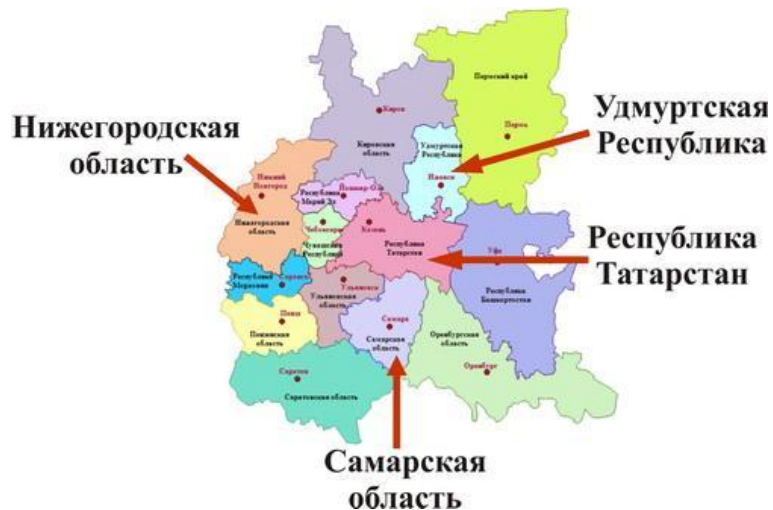 Пермский край
Киров
Пермь
Удмуртская
Республика
Нижегородская
область
Кировская
область
Удмуртская
Республика
Ижевск
Нижний
Новгород
Йошкар-Ола
Республика
Марий Эл
Нижегородская
область
Чебоксары
Казань
Чувашская
Республика
Республика
Татарстан
Уфа
Республика
Татарстан
Республика
Мордовия
Саранск
Ульяновск
Ульяновская
область
Республика
Башкортостан
Пенза
Пензенская
область
Самара
Самарская
область
Оренбургская
область
Оренбург
Саратов
Саратовская область
Самарская
область